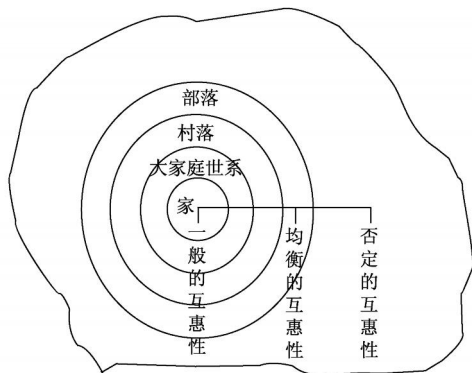 部落
村落
大家庭世系
家
一般的互惠性
均衡的互惠性
否定的互惠性